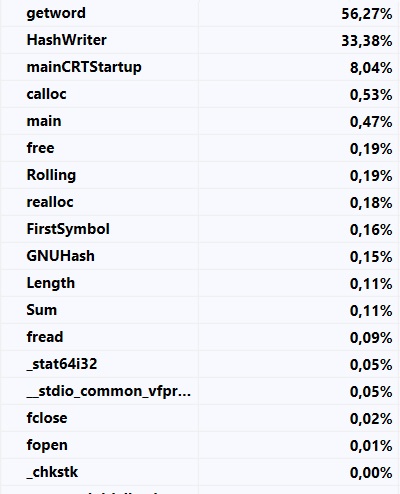 getword 56,27%
HashWriter 33,38%
mainCRTStartup 8,04%
calloc 0,53%
main 0,47%
free 0,19%
Rolling 0,19%
realloc 0,18%
FirstSymbol 0,16%
GNUHash 0,15%
Length 0,11%
Sum 0,11%
fread 0,09%
_stat64i32 0,05%
__stdio_common_vfpr... 0,05%
fclose 0,02%
fopen 0,01%
_chkstk 0,00%